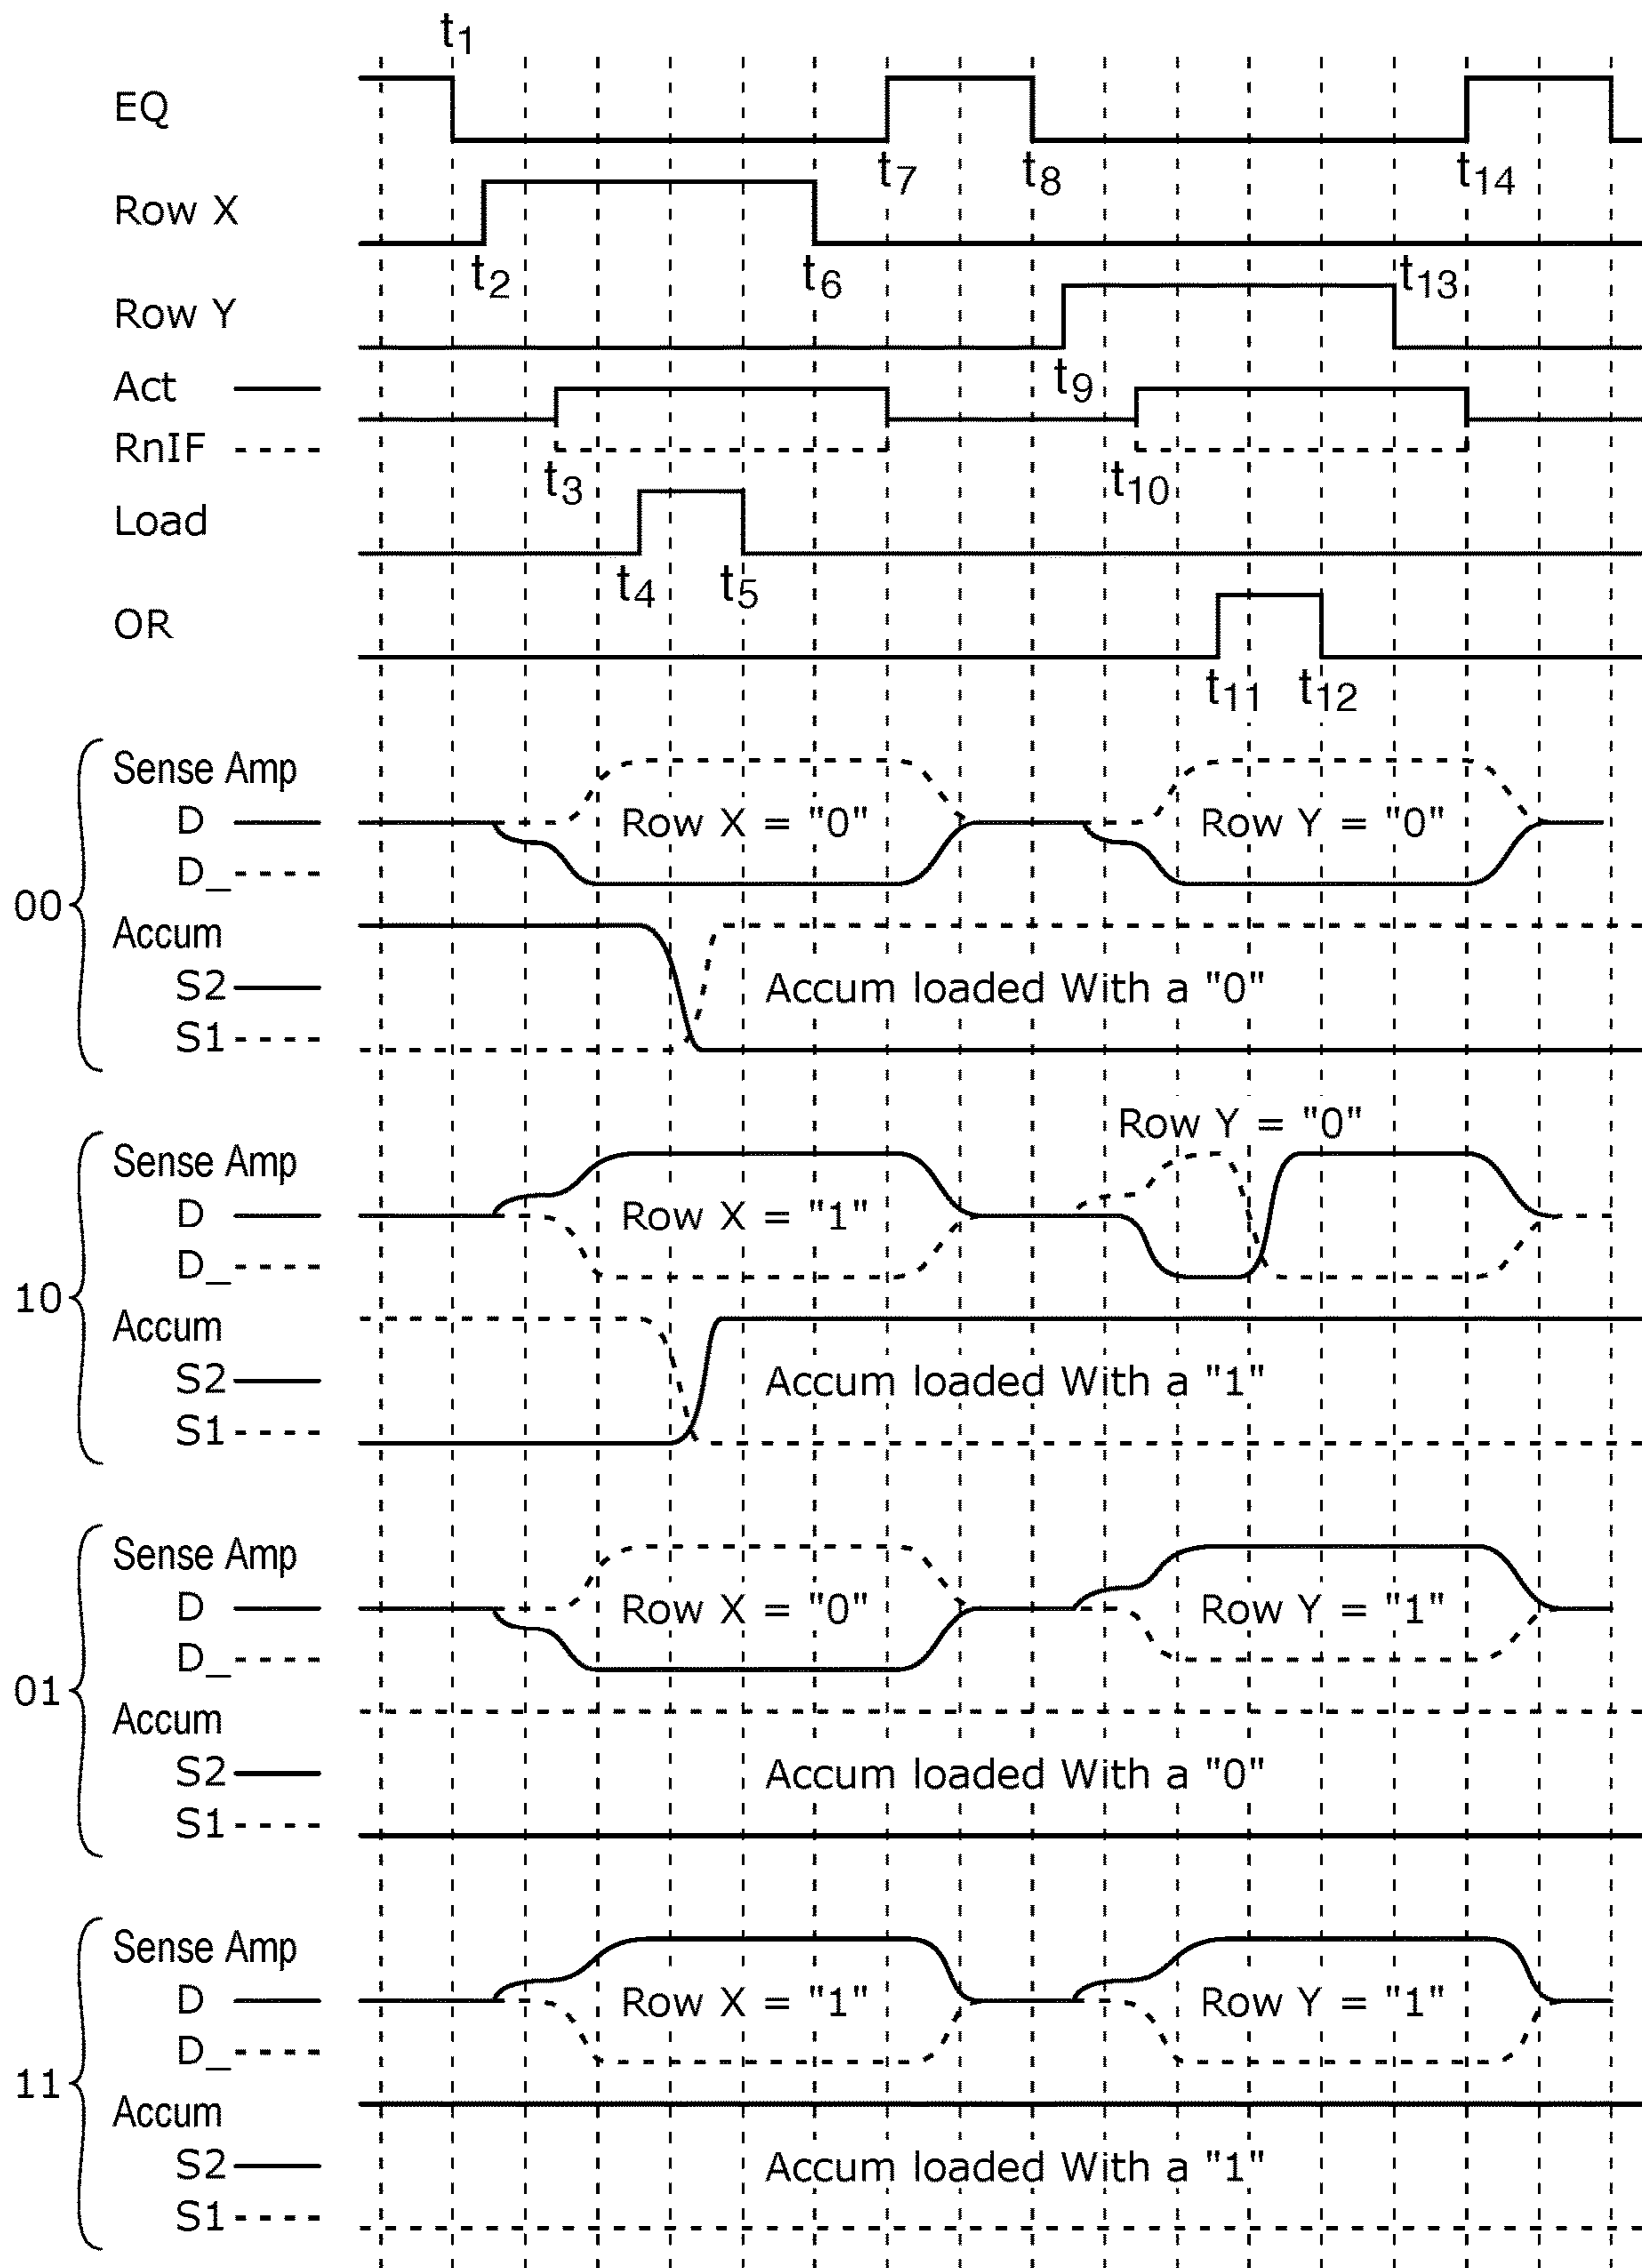 t1
EQ
t7
t8
t14
Row X
t2
t6
t13
Row Y
t9
Act
RnIF
t3
t10
Load
t4
t5
OR
t11
t12
00
Sense Amp
D
D_
Row X = "0"
Row Y = "0"
Accum
S2
S1
Accum loaded With a "0"
Row Y = "0"
10
Sense Amp
D
D_
Row X = "1"
Accum
S2
S1
Accum loaded With a "1"
01
Sense Amp
D
D_
Row X = "0"
Row Y = "1"
Accum
S2
S1
Accum loaded With a "0"
11
Sense Amp
D
D_
Row X = "1"
Row Y = "1"
Accum
S2
S1
Accum loaded With a "1"